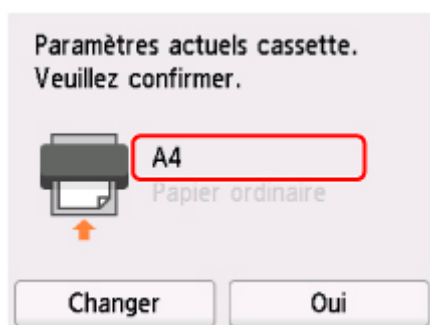 Paramètres actuels cassette.
Veuillez confirmer.
A4
Papier ordinaire
Changer
Oui